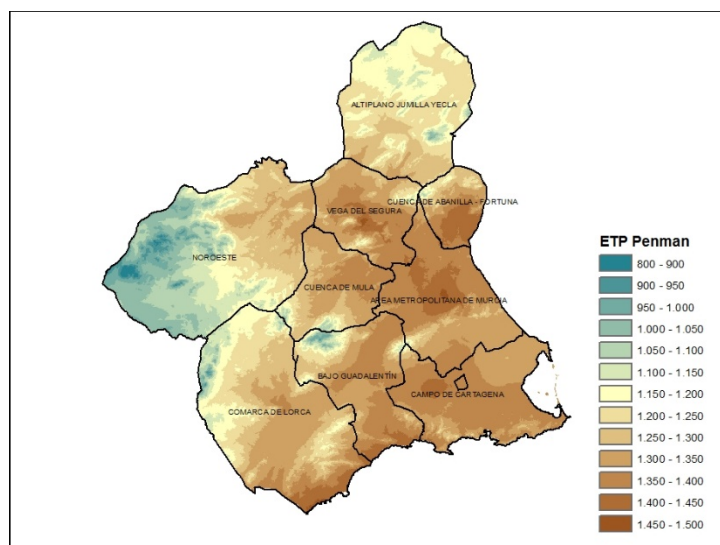 ALTIPLANO JUMILLA YECLA
CUENCA DE ABANILLA - FORTUNA
VEGA DEL SEGURA
NOROESTE
CUENCA DE MULA
AREA METROPOLITANA DE MURCIA
BAJO GUADALENTÍN
CAMPO DE CARTAGENA
COMARCA DE LORCA
ETP Penman
800 - 900
900 - 950
950 - 1.000
1.000 - 1.050
1.050 - 1.100
1.100 - 1.150
1.150 - 1.200
1.200 - 1.250
1.250 - 1.300
1.300 - 1.350
1.350 - 1.400
1.400 - 1.450
1.450 - 1.500